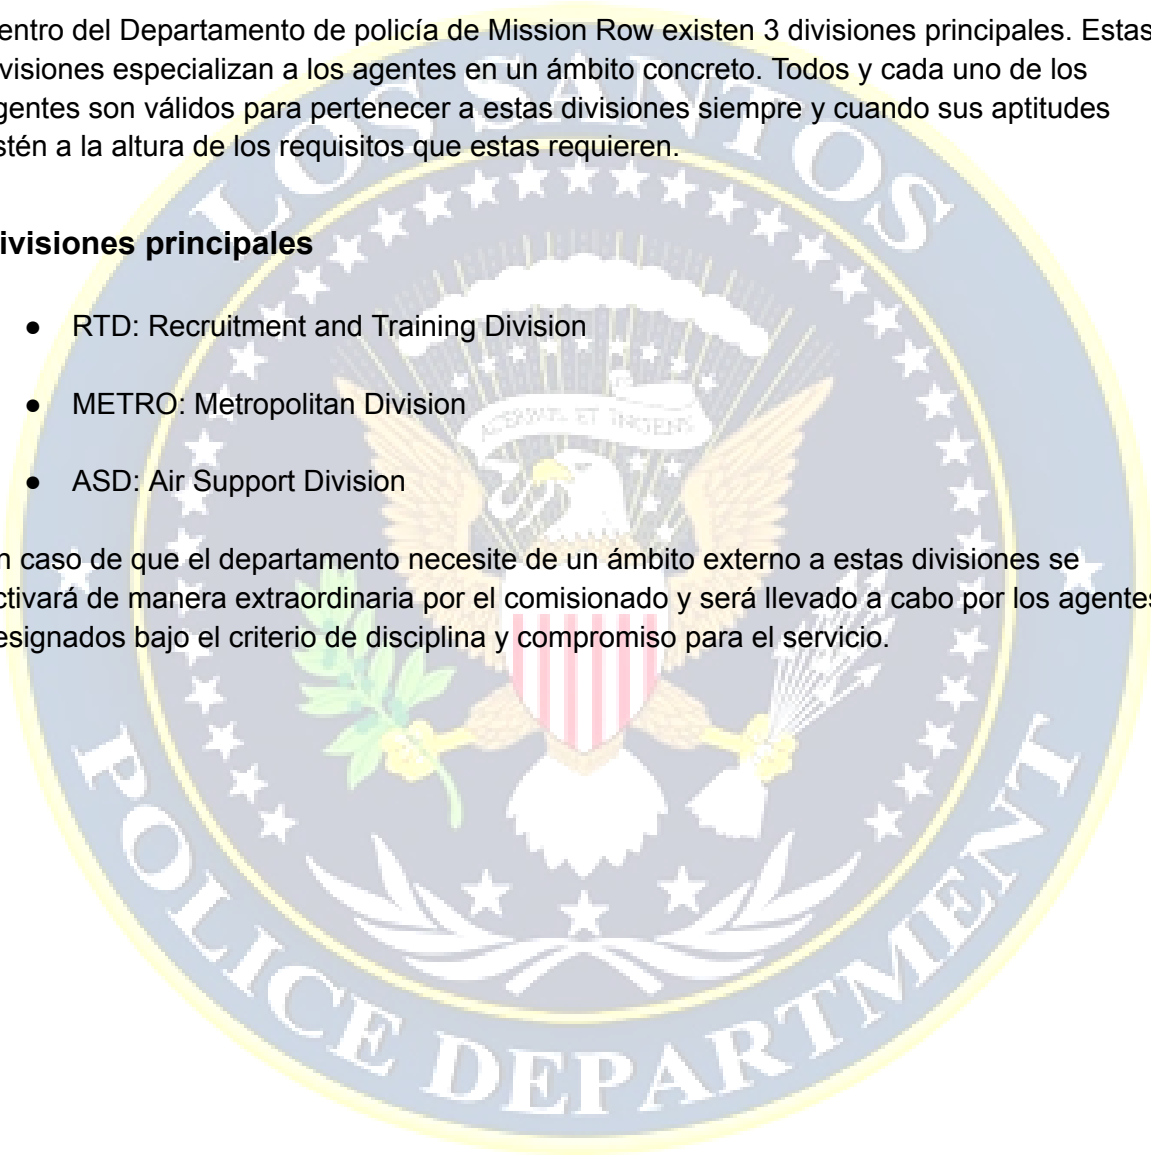 LOS SANTOS
entro del Departamento de policía de Mission Row existen 3 divisiones principales. Estas
visiones especializan a los agentes en un ámbito concreto. Todos y cada uno de los
gentes son válidos para pertenecer a estas divisiones siempre y cuando sus aptitudes
stén a la altura de los requisitos que estas requieren.
ivisiones principales
● RTD: Recruitment and Training Division
● METRO: Metropolitan Division
● ASD: Air Support Division
n caso de que el departamento necesite de un ámbito externo a estas divisiones se
ctivará de manera extraordinaria por el comisionado y será llevado a cabo por los agentes
esignados bajo el criterio de disciplina y compromiso para el servicio.
POLICE DEPARTMENT